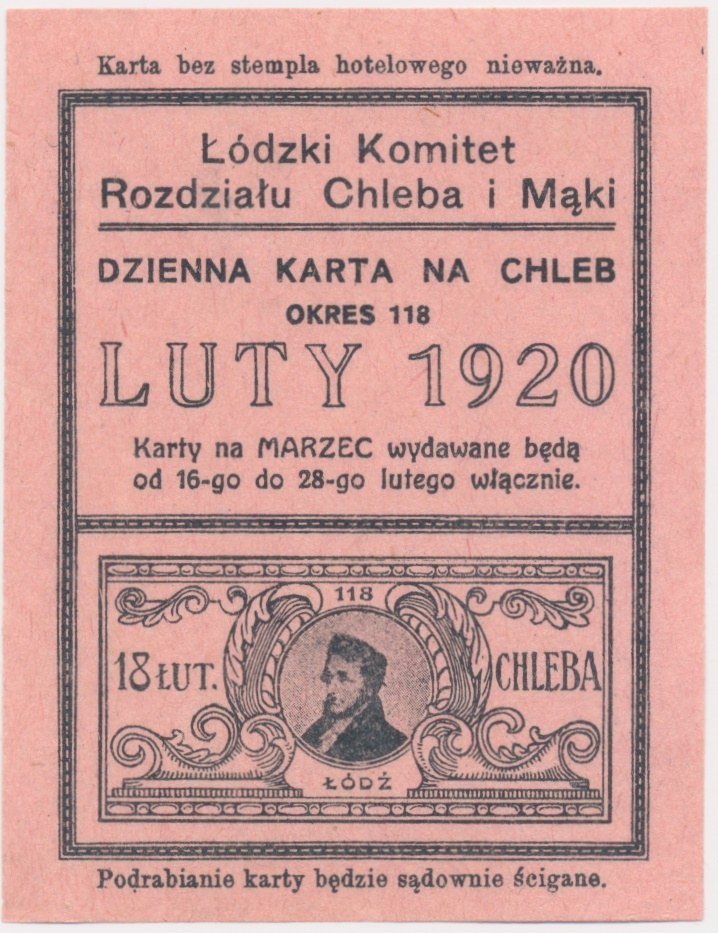 Karta bez stempla hotelowego nieważna.
Łódzki Komitet
Rozdziału Chleba i Mąki
DZIENNA KARTA NA CHLEB
OKRES 118
LUTY 1920
Karty na MARZEC wydawane będą
od 16-go do 28-go lutego włącznie.
118
18 ŁUT. CHLEBA
ŁÓDŹ
Podrabianie karty będzie sądownie ścigane.